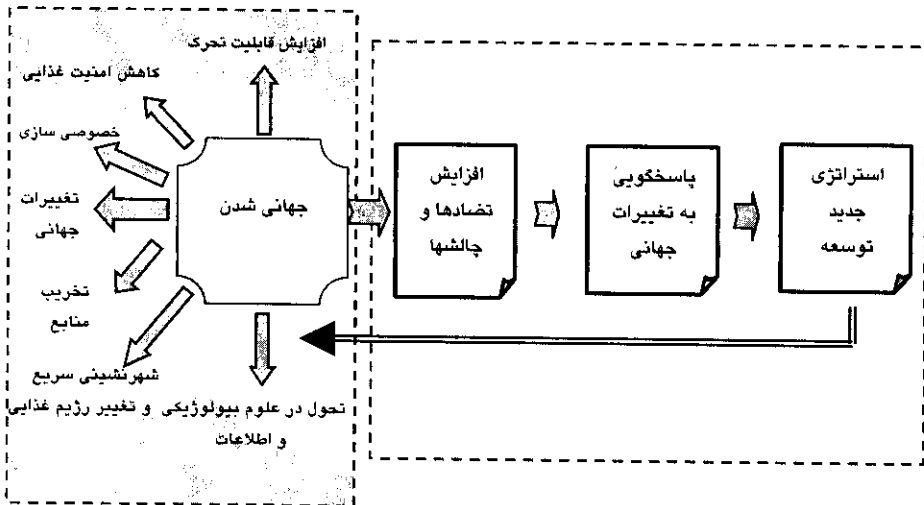 افزایش قابلیت تحرک
کاهش امنیت غذایی
خصوصی سازی
تغییرات
جهانی
تخریب
منابع
شهرنشینی سریع
و تغییر رژیم غذایی
تحول در علوم بیولوژیکی
و اطلاعات
جهانی شدن
افزایش
تضادها و
چالشها
پاسخگویی
به تغییرات
جهانی
استراتژی
جدید
توسعه